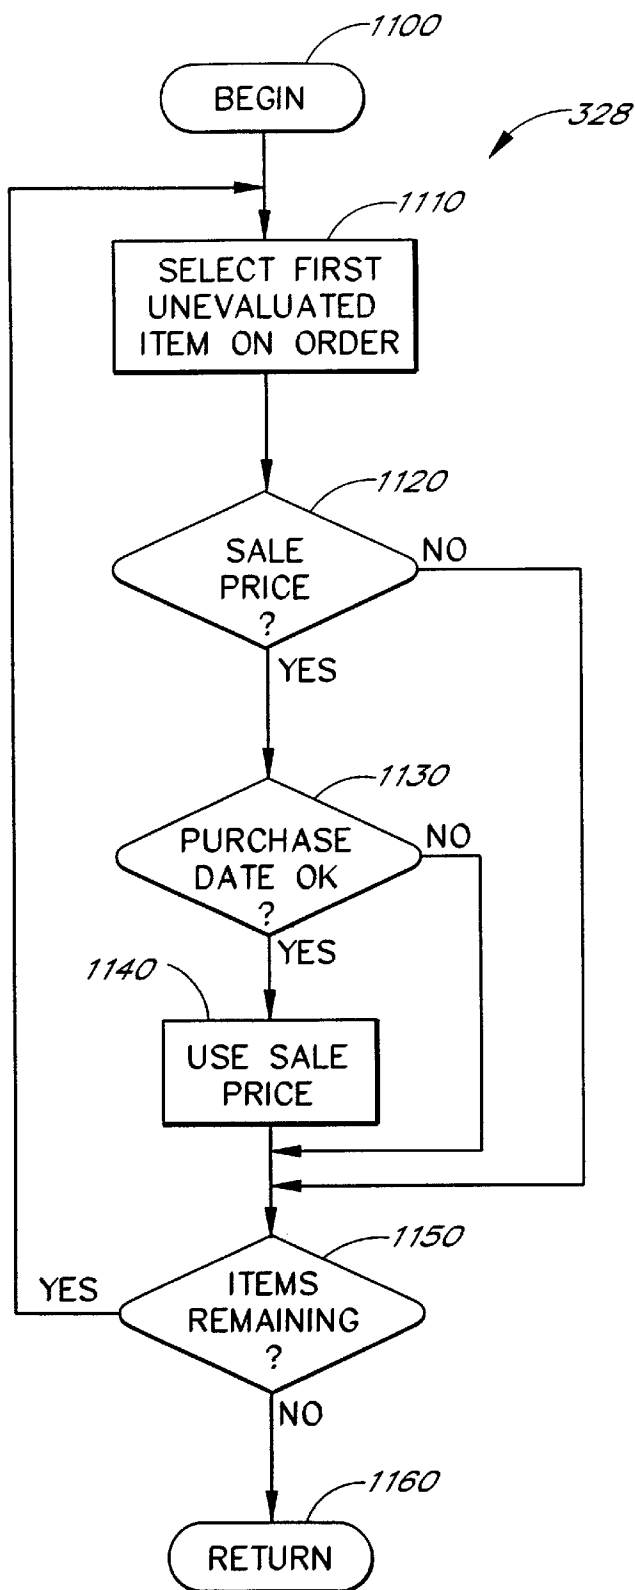 1100
BEGIN
328
1110
SELECT FIRST
UNEVALUATED
ITEM ON ORDER
1120
SALE
PRICE
?
NO
YES
1130
PURCHASE
DATE OK
?
NO
YES
1140
USE SALE
PRICE
1150
ITEMS
REMAINING
?
YES
NO
1160
RETURN